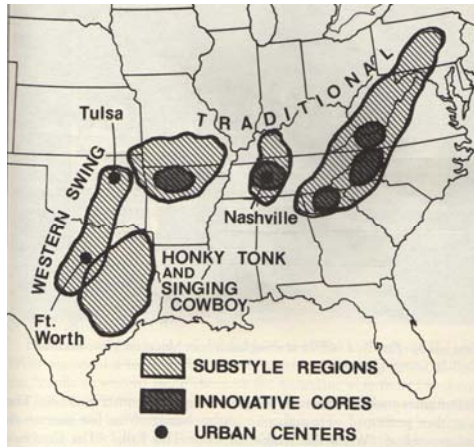 TRADITIONAL
Tulsa
WESTERN SWING
Nashville
HONKY TONK
AND
SINGING
COWBOY
Ft.
Worth
SUBSTYLE REGIONS
INNOVATIVE CORES
URBAN CENTERS